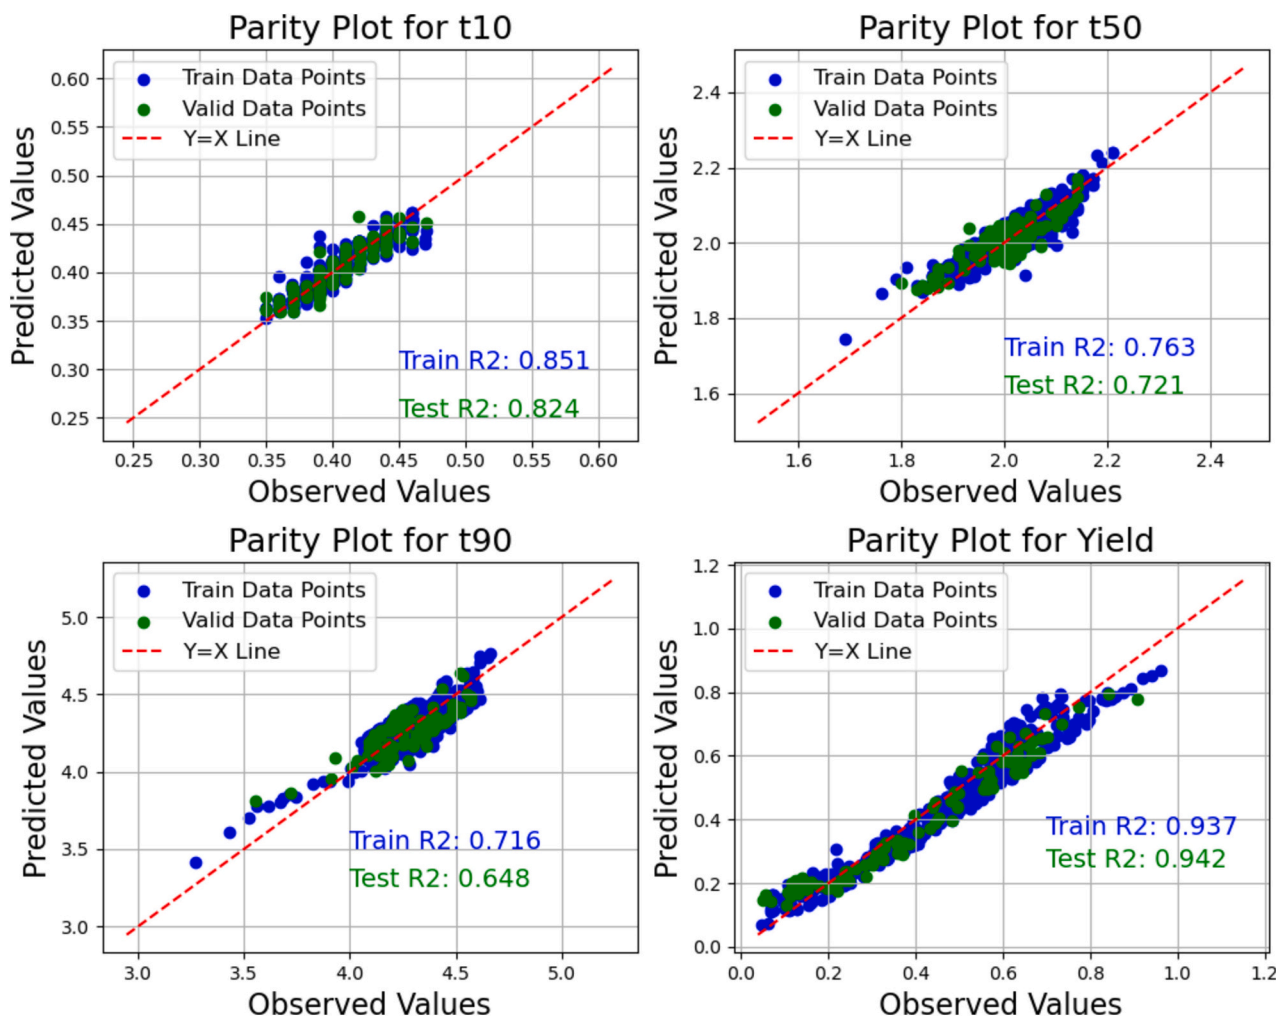 Parity Plot for t10
Train Data Points
Valid Data Points
Y=X Line
Train R2: 0.851
Test R2: 0.824
Predicted Values
0.60
0.55
0.50
0.45
0.40
0.35
0.30
0.25
0.25 0.30 0.35 0.40 0.45 0.50 0.55 0.60
Observed Values
Parity Plot for t50
Train Data Points
Valid Data Points
Y=X Line
Train R2: 0.763
Test R2: 0.721
Predicted Values
2.4
2.2
2.0
1.8
1.6
1.6 1.8 2.0 2.2 2.4
Observed Values
Parity Plot for t90
Train Data Points
Valid Data Points
Y=X Line
Train R2: 0.716
Test R2: 0.648
Predicted Values
5.0
4.5
4.0
3.5
3.0
3.0 3.5 4.0 4.5 5.0
Observed Values
Parity Plot for Yield
Train Data Points
Valid Data Points
Y=X Line
Train R2: 0.937
Test R2: 0.942
Predicted Values
1.2
1.0
0.8
0.6
0.4
0.2
0.0
0.0 0.2 0.4 0.6 0.8 1.0 1.2
Observed Values